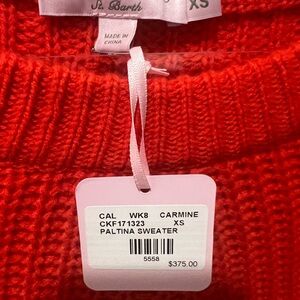 St. Barth
XS
MADE IN
CHINA
CAL WK8 CARMINE
CKF171323 XS
PALTINA SWEATER
5558
$375.00